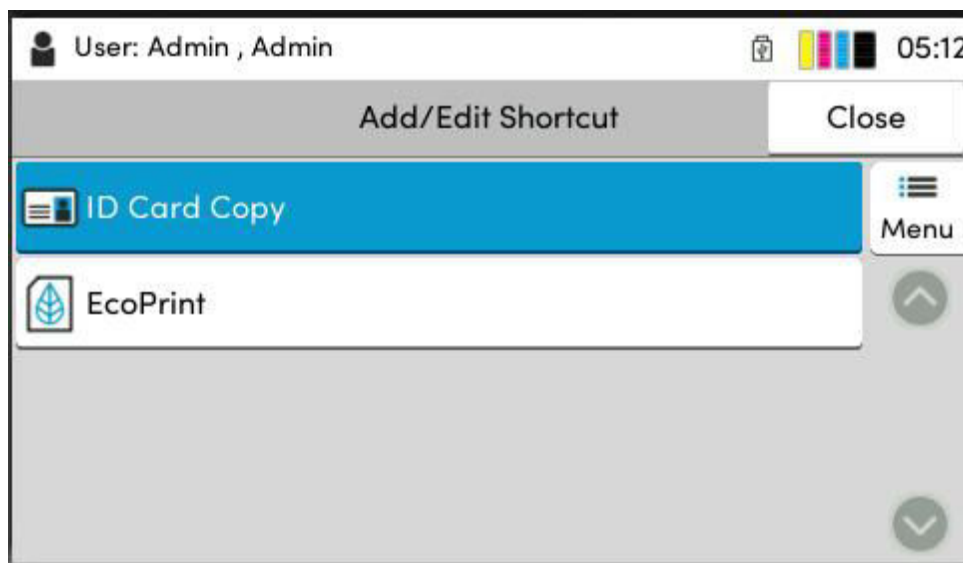 User: Admin , Admin
05:12
Add/Edit Shortcut
Close
ID Card Copy
Menu
EcoPrint